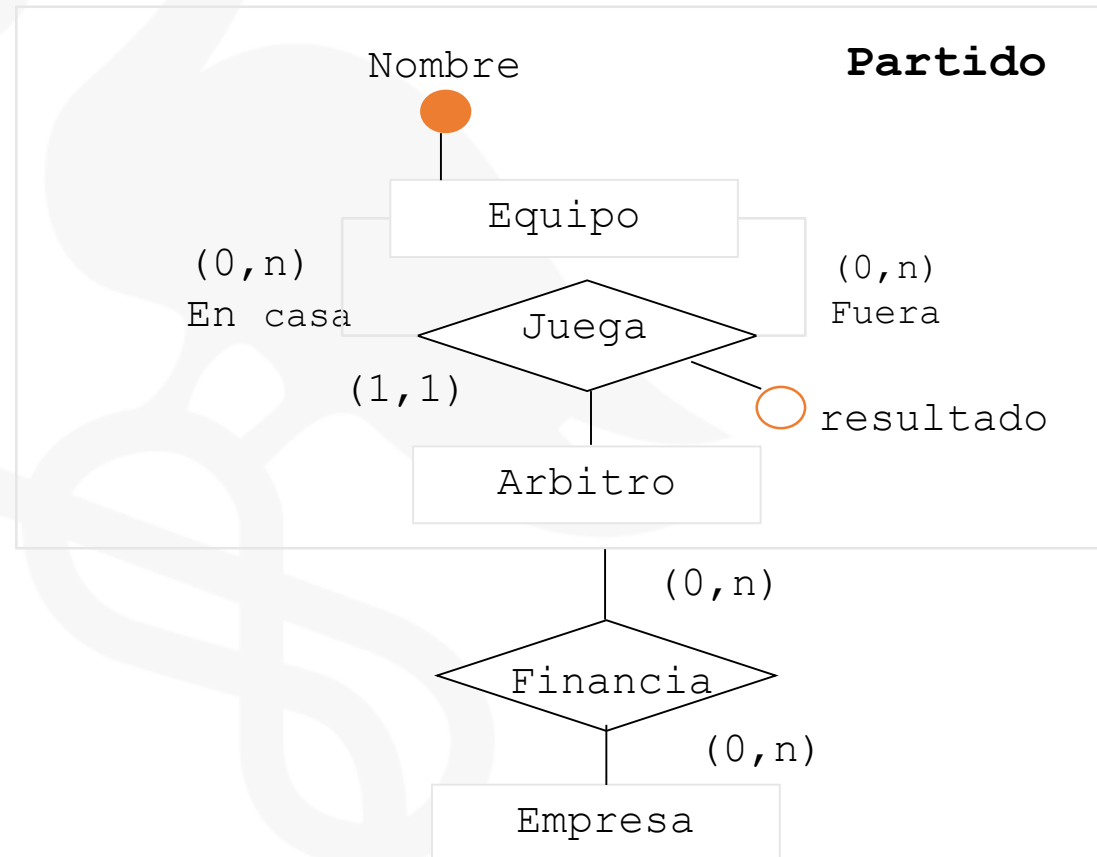 Nombre
Partido
Equipo
(0,n)
En casa
(0,n)
Fuera
Juega
(1,1)
resultado
Arbitro
(0,n)
Financia
(0,n)
Empresa